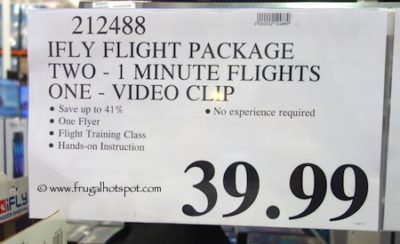 212488
IFLY FLIGHT PACKAGE
TWO - 1 MINUTE FLIGHTS
ONE - VIDEO CLIP
• Save up to 41%
• No experience required
• One Flyer
• Flight Training Class
• Hands-on Instruction
www.frugalhotspot.com
39.99
iFLY